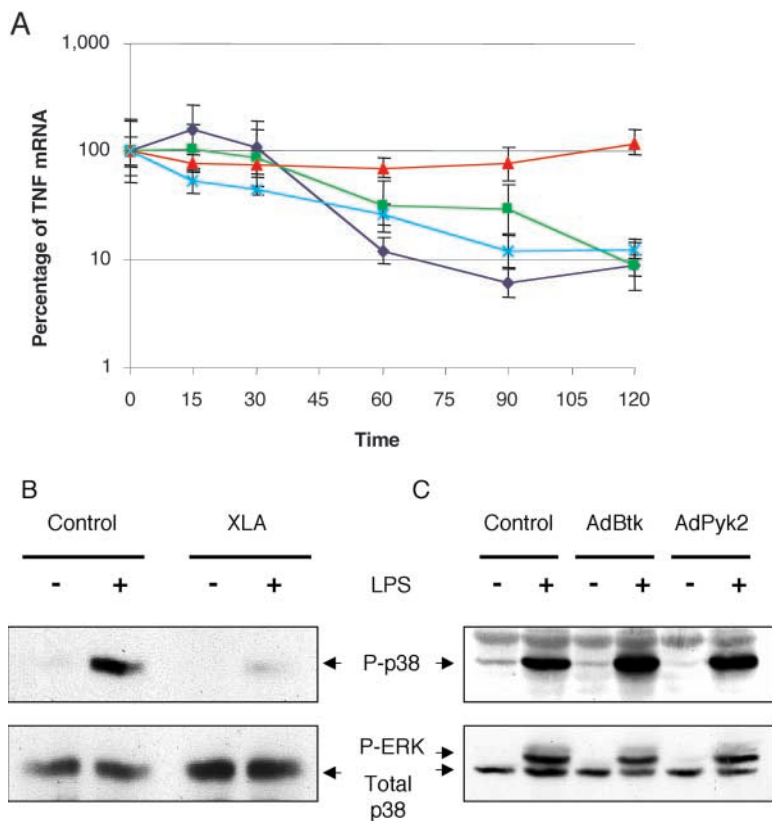 A
1,000
100
10
1
Percentage of TNF mRNA
0 15 30 45 60 75 90 105 120
Time
B
Control XLA
- + - +
LPS
C
Control AdBtk AdPyk2
- + - + - +
P-p38
P-ERK
Total
p38